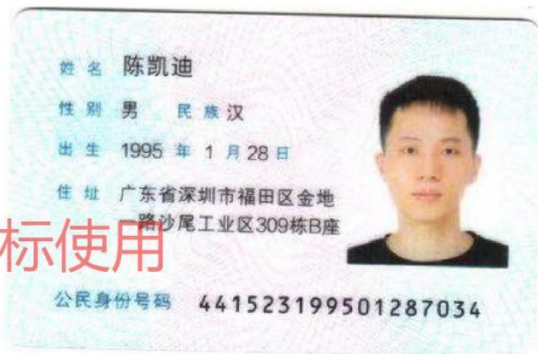 姓名 陈凯迪
性别 男 民族 汉
出生 1995 年 1 月 28 日
住址 广东省深圳市福田区金地
一路沙尾工业区309栋B座
标使用
公民身份号码 441523199501287034